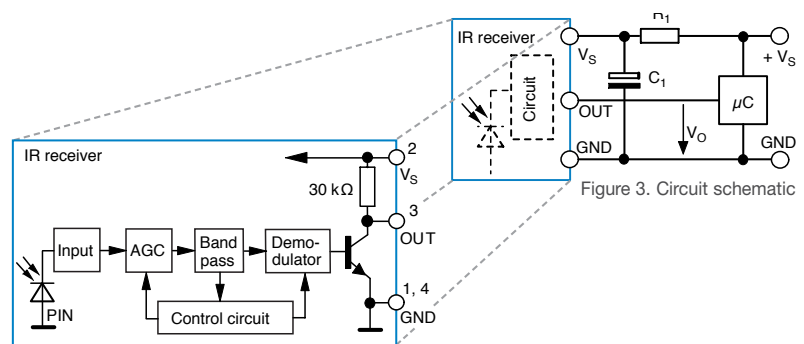 R1
IR receiver
VS
+ VS
Circuit
C1
µC
OUT
VO
GND
GND
Figure 3. Circuit schematic
IR receiver
2
VS
30 kΩ
3
OUT
Input
AGC
Band
pass
Demo-
dulator
1, 4
GND
PIN
Control circuit